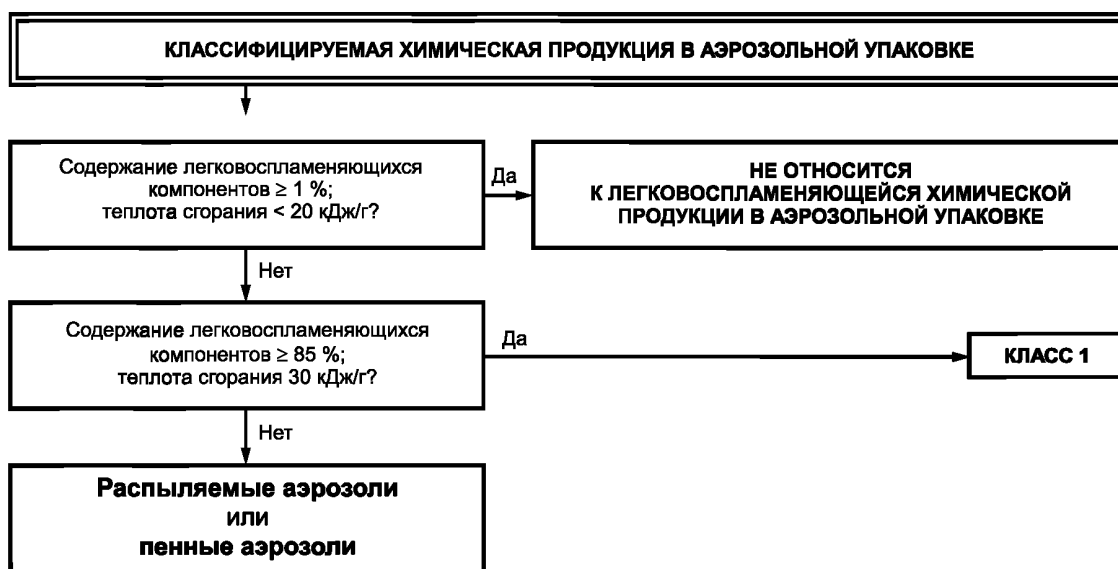 КЛАССИФИЦИРУЕМАЯ ХИМИЧЕСКАЯ ПРОДУКЦИЯ В АЭРОЗОЛЬНОЙ УПАКОВКЕ
Содержание легковоспламеняющихся
компонентов ≥ 1 %;
теплота сгорания < 20 кДж/г?
Да
НЕ ОТНОСИТСЯ
К ЛЕГКОВОСПЛАМЕНЯЮЩЕЙСЯ ХИМИЧЕСКОЙ
ПРОДУКЦИИ В АЭРОЗОЛЬНОЙ УПАКОВКЕ
Нет
Содержание легковоспламеняющихся
компонентов ≥ 85 %;
теплота сгорания 30 кДж/г?
Да
КЛАСС 1
Нет
Распыляемые аэрозоли
или
пенные аэрозоли